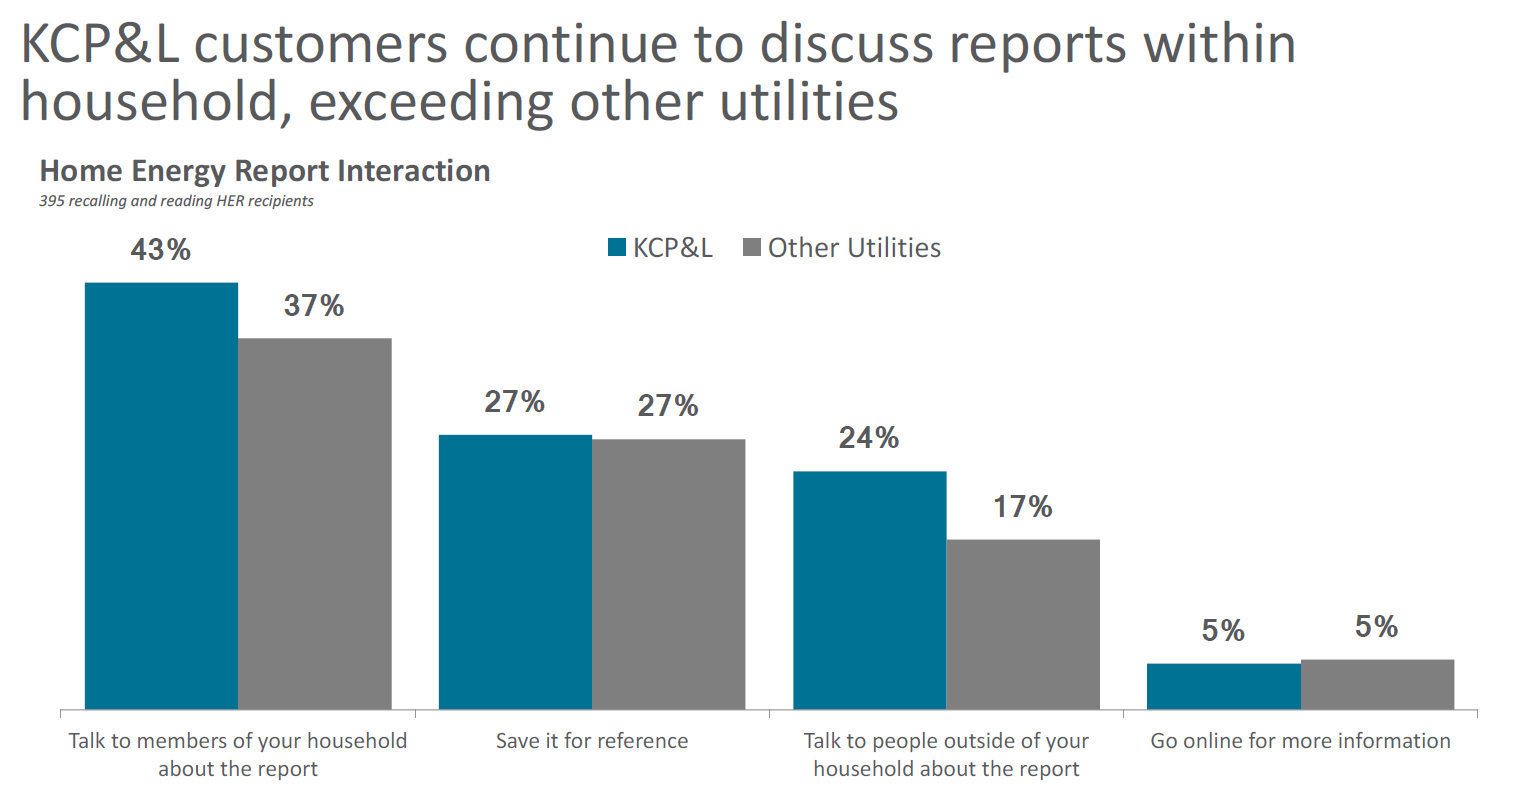 KCP&L customers continue to discuss reports within
household, exceeding other utilities
Home Energy Report Interaction
395 recalling and reading HER recipients
KCP&L
Other Utilities
43%
37%
27%
27%
24%
17%
5%
5%
Talk to members of your household
about the report
Save it for reference
Talk to people outside of your
household about the report
Go online for more information